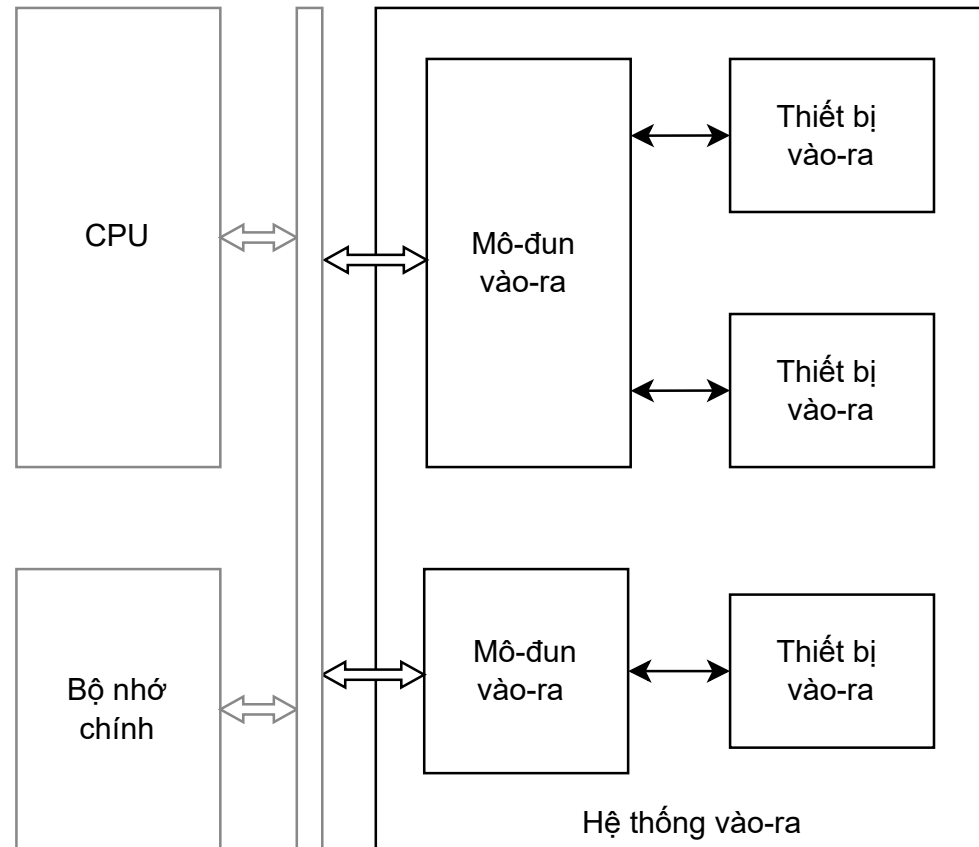 CPU
Mô-đun
vào-ra
Thiết bị
vào-ra
Thiết bị
vào-ra
Bộ nhớ
chính
Mô-đun
vào-ra
Thiết bị
vào-ra
Hệ thống vào-ra